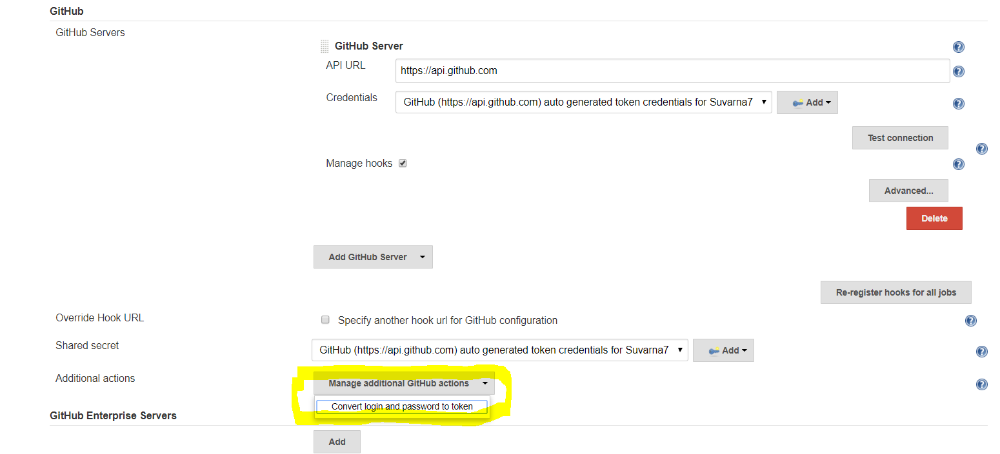 GitHub
GitHub Servers
GitHub Server
API URL
https://api.github.com
Credentials
GitHub (https://api.github.com) auto generated token credentials for Suvarna7
Add
Test connection
Manage hooks
Advanced...
Delete
Add GitHub Server
Re-register hooks for all jobs
Override Hook URL
Specify another hook url for GitHub configuration
Shared secret
GitHub (https://api.github.com) auto generated token credentials for Suvarna7
Add
Additional actions
Manage additional GitHub actions
Convert login and password to token
GitHub Enterprise Servers
Add